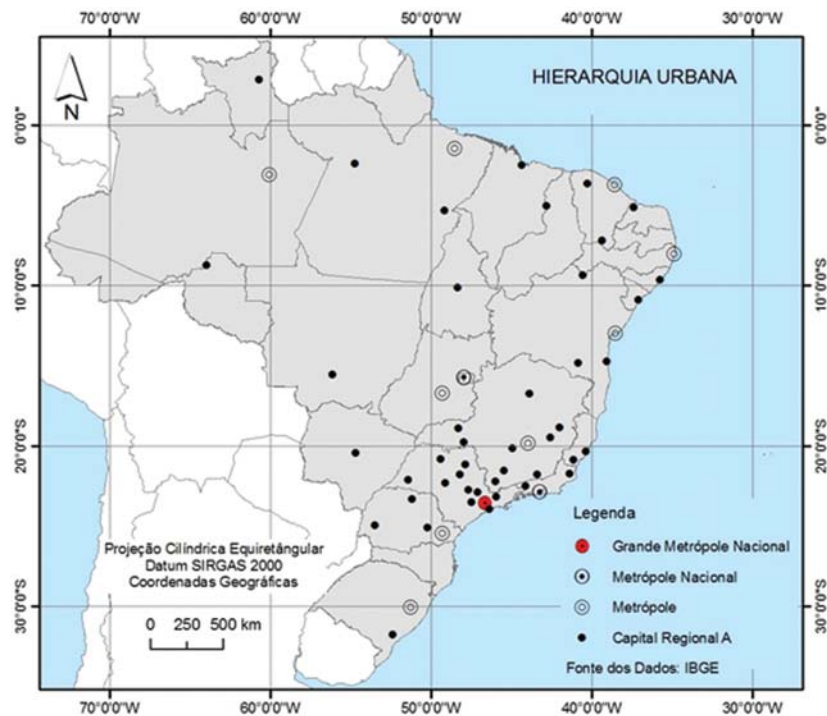 70°0'0"W 60°0'0"W 50°0'0"W 40°0'0"W 30°0'0"W
HIERARQUIA URBANA
N
0°0'0" 0°0'0"
10°0'0"S 10°0'0"S
20°0'0"S 20°0'0"S
30°0'0"S 30°0'0"S
Projeção Cilíndrica Equiretângular
Datum SIRGAS 2000
Coordenadas Geográficas
0 250 500 km
Legenda
Grande Metrópole Nacional
Metrópole Nacional
Metrópole
Capital Regional A
Fonte dos Dados: IBGE
70°0'0"W 60°0'0"W 50°0'0"W 40°0'0"W 30°0'0"W